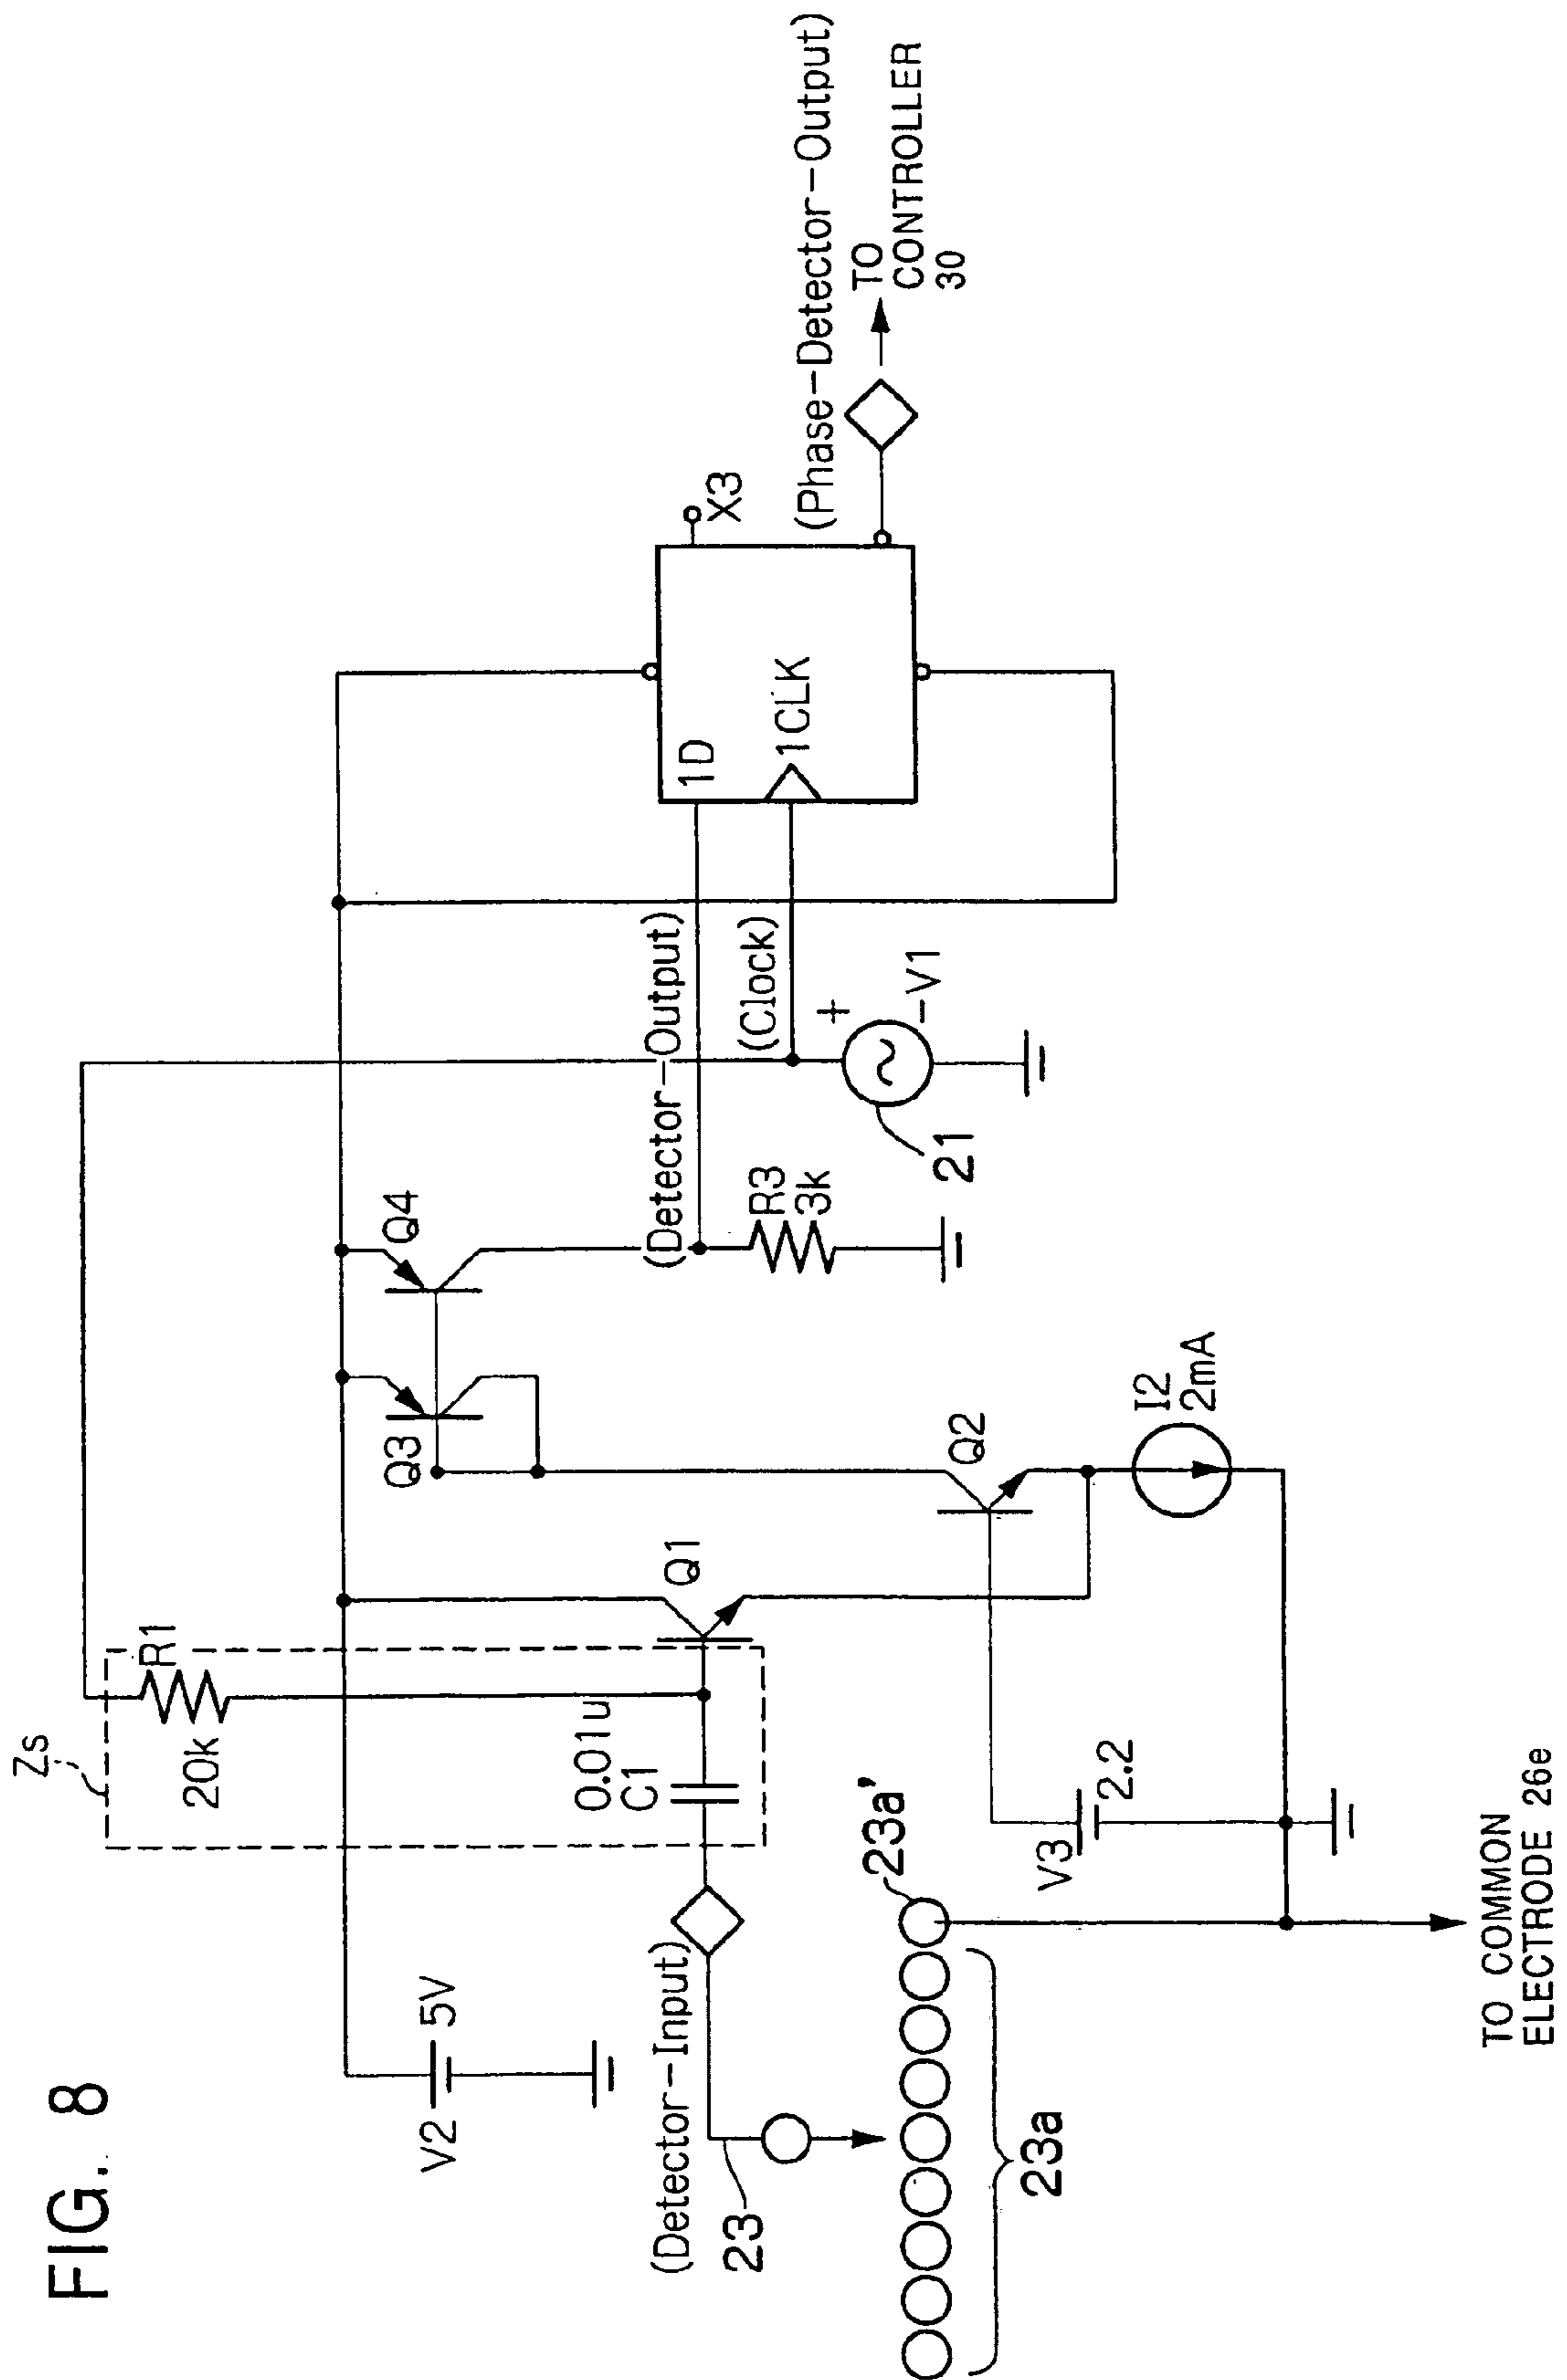 FIG. 8
Zs
R1
20k
V2
5V
0.01u
C1
Q1
Q3
Q4
Q2
(Detector-Input)
23
23a'
23a
V3
2.2
I2
2mA
R3
3k
(Detector-Output)
(Clock)
+
-V1
21
1D
1CLK
X3
(Phase-Detector-Output)
TO
CONTROLLER
30
TO COMMON
ELECTRODE 26e